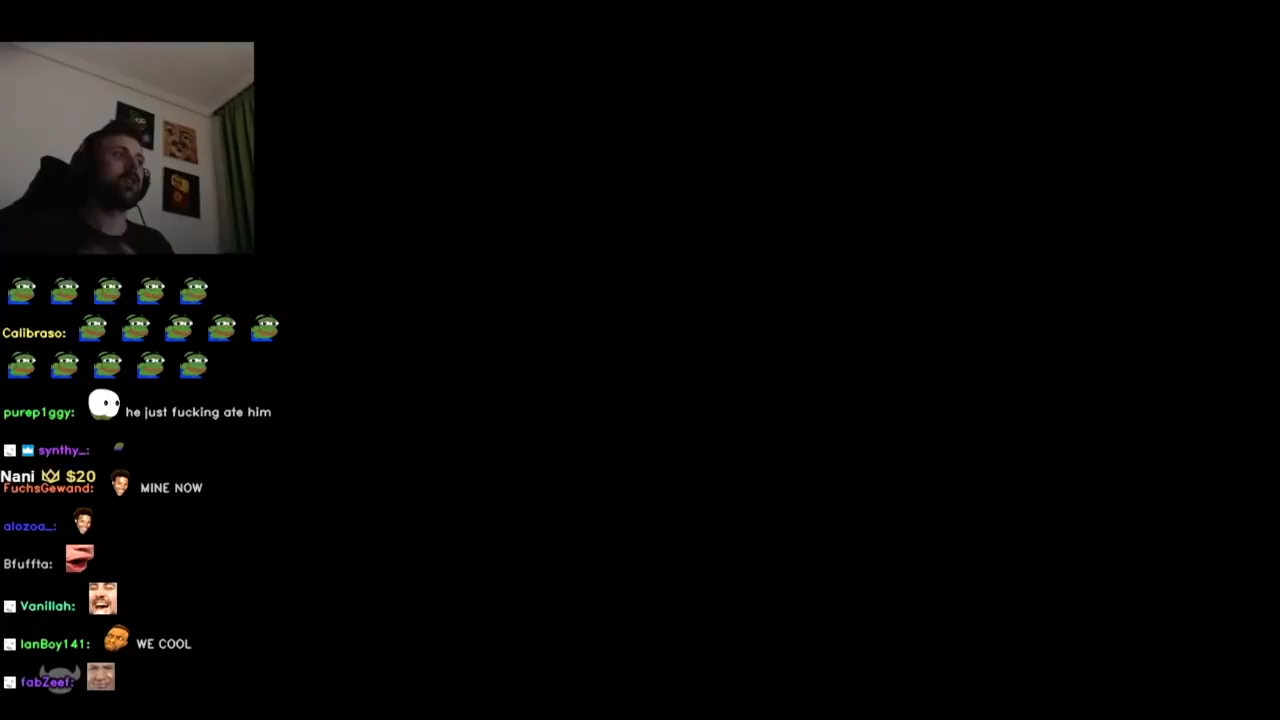 Calibraso:
purep1ggy: he just fucking ate him
synthy_:
Nani $20
FuchsGewand: MINE NOW
alozoa_:
Bfuffta:
Vanillah:
IanBoy141: WE COOL
fabZeef: